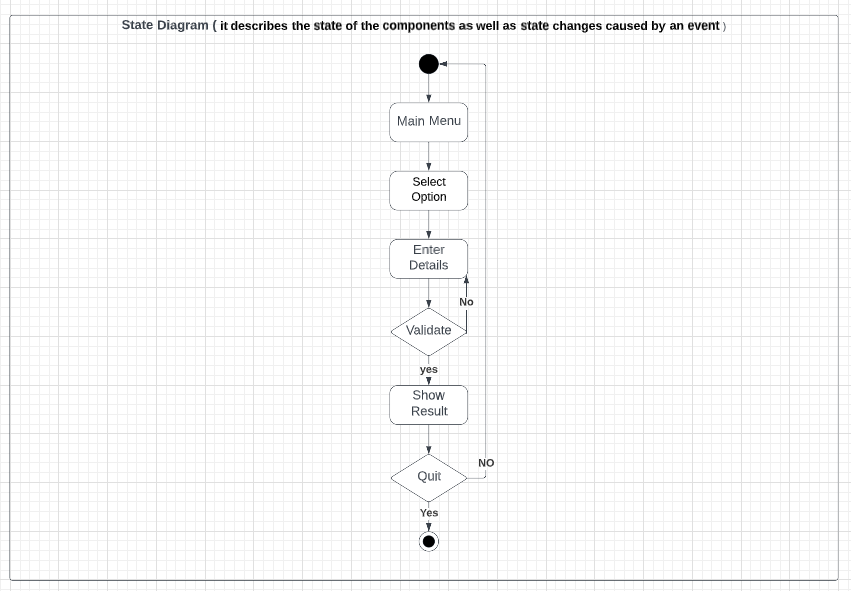 State Diagram ( it describes the state of the components as well as state changes caused by an event )
Main Menu
Select
Option
Enter
Details
No
Validate
yes
Show
Result
NO
Quit
Yes